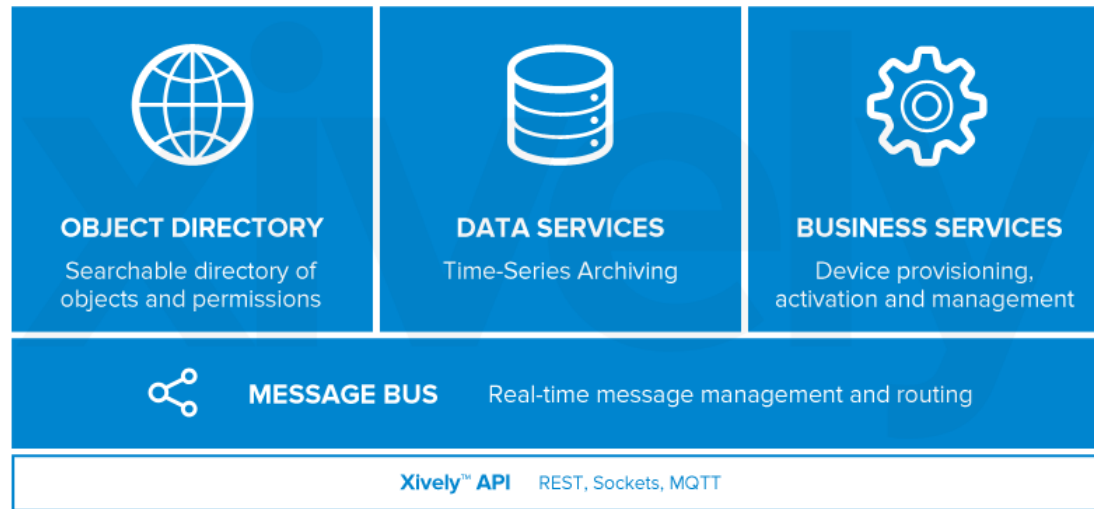 xively
OBJECT DIRECTORY
Searchable directory of
objects and permissions
DATA SERVICES
Time-Series Archiving
BUSINESS SERVICES
Device provisioning,
activation and management
MESSAGE BUS Real-time message management and routing
Xively™ API REST, Sockets, MQTT